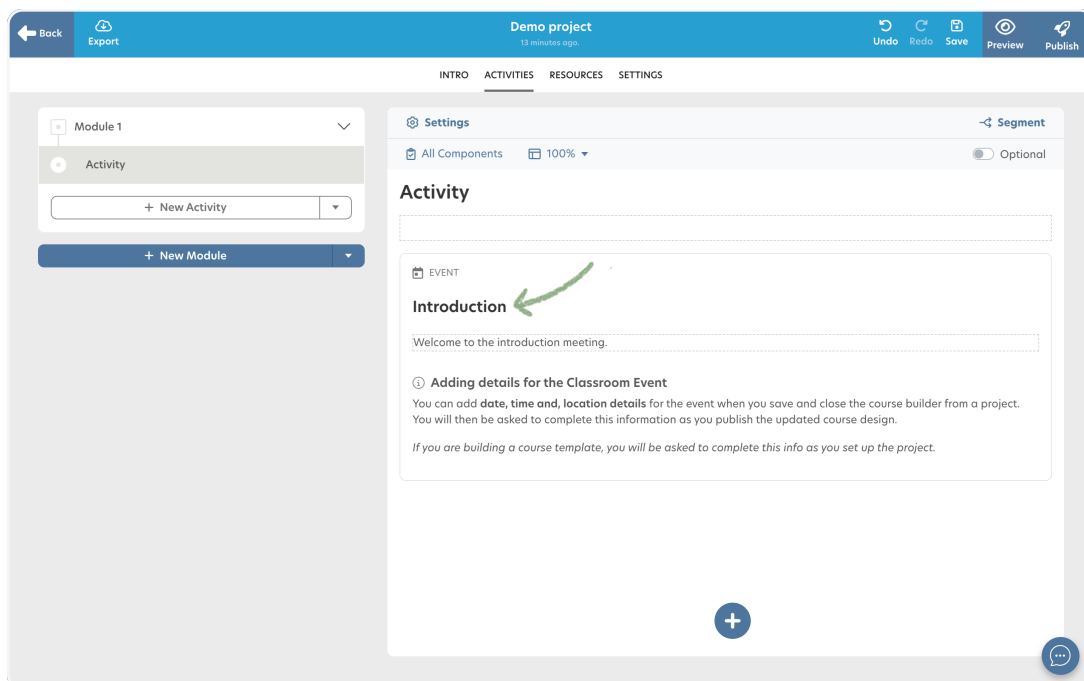 Back
Export
Demo project
13 minutes ago.
Undo
Redo
Save
Preview
Publish
INTRO
ACTIVITIES
RESOURCES
SETTINGS
Module 1
Activity
+ New Activity
+ New Module
Settings
Segment
All Components
100%
Optional
Activity
EVENT
Introduction
Welcome to the introduction meeting.
Adding details for the Classroom Event
You can add date, time and, location details for the event when you save and close the course builder from a project.
You will then be asked to complete this information as you publish the updated course design.
If you are building a course template, you will be asked to complete this info as you set up the project.